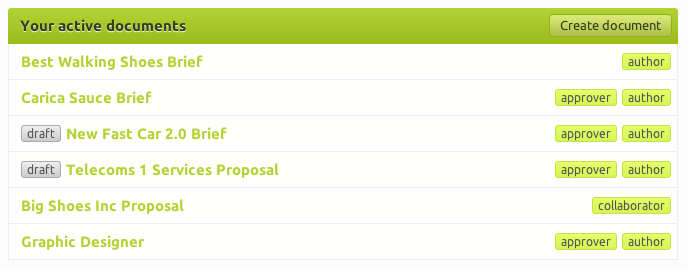 Your active documents Create document
Best Walking Shoes Brief author
Carica Sauce Brief approver author
draft New Fast Car 2.0 Brief approver author
draft Telecoms 1 Services Proposal approver author
Big Shoes Inc Proposal collaborator
Graphic Designer approver author